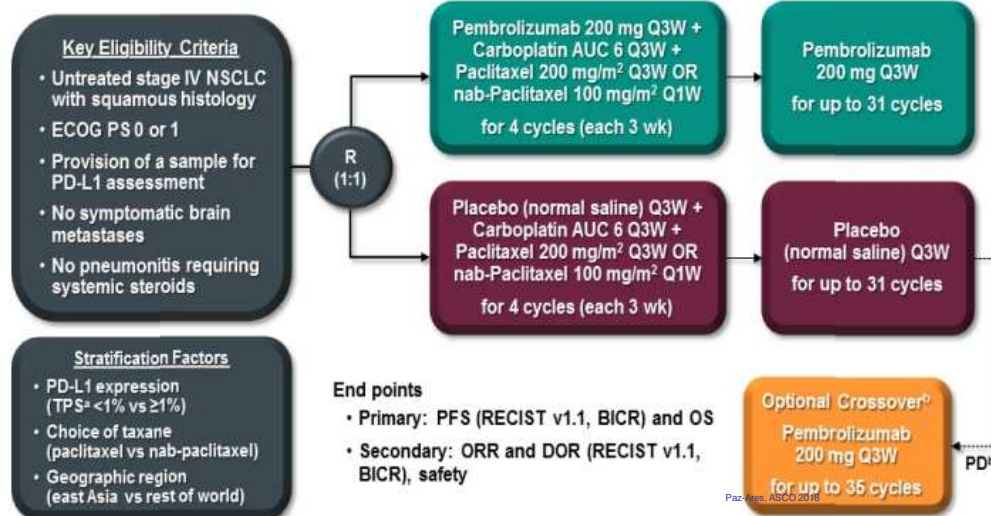 Key Eligibility Criteria
• Untreated stage IV NSCLC
with squamous histology
• ECOG PS 0 or 1
• Provision of a sample for
PD-L1 assessment
• No symptomatic brain
metastases
• No pneumonitis requiring
systemic steroids
R
(1:1)
Pembrolizumab 200 mg Q3W +
Carboplatin AUC 6 Q3W +
Paclitaxel 200 mg/m² Q3W OR
nab-Paclitaxel 100 mg/m² Q1W
for 4 cycles (each 3 wk)
Pembrolizumab
200 mg Q3W
for up to 31 cycles
Placebo (normal saline) Q3W +
Carboplatin AUC 6 Q3W +
Paclitaxel 200 mg/m² Q3W OR
nab-Paclitaxel 100 mg/m² Q1W
for 4 cycles (each 3 wk)
Placebo
(normal saline) Q3W
for up to 31 cycles
Stratification Factors
• PD-L1 expression
(TPSᵃ <1% vs ≥1%)
• Choice of taxane
(paclitaxel vs nab-paclitaxel)
• Geographic region
(east Asia vs rest of world)
End points
• Primary: PFS (RECIST v1.1, BICR) and OS
• Secondary: ORR and DOR (RECIST v1.1,
BICR), safety
Optional Crossoverᵇ
Pembrolizumab
200 mg Q3W
for up to 35 cycles
PDᵇ
Paz-Ares, ASCO 2018